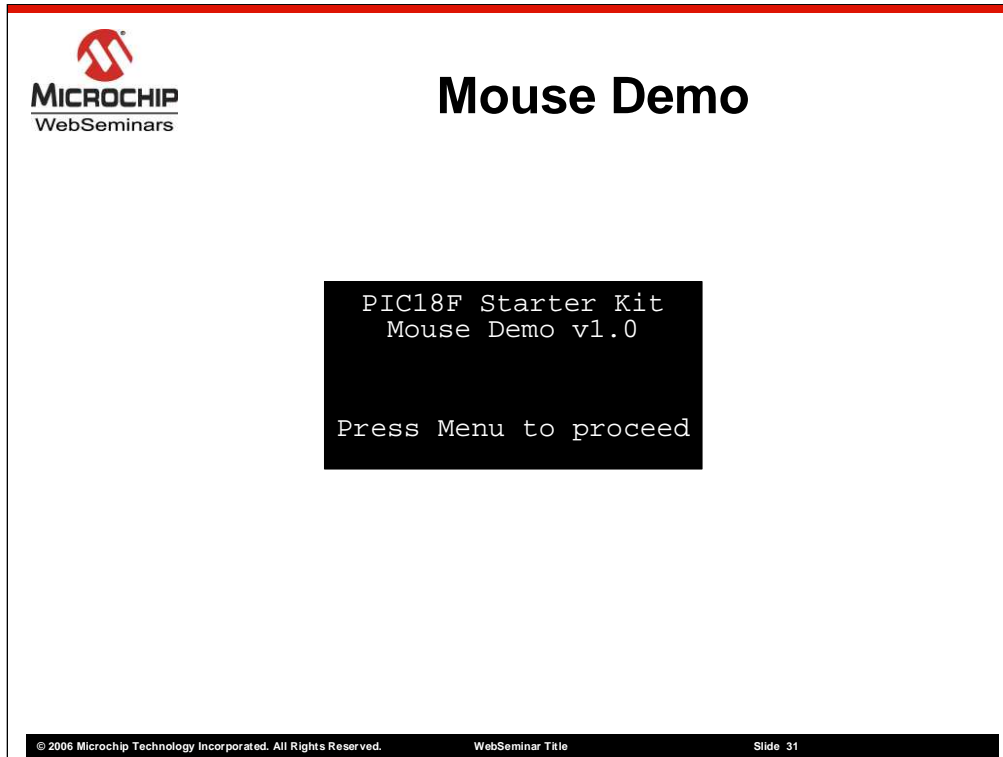 MICROCHIP
WebSeminars
Mouse Demo
PIC18F Starter Kit
Mouse Demo v1.0
Press Menu to proceed
© 2006 Microchip Technology Incorporated. All Rights Reserved. WebSeminar Title Slide 31